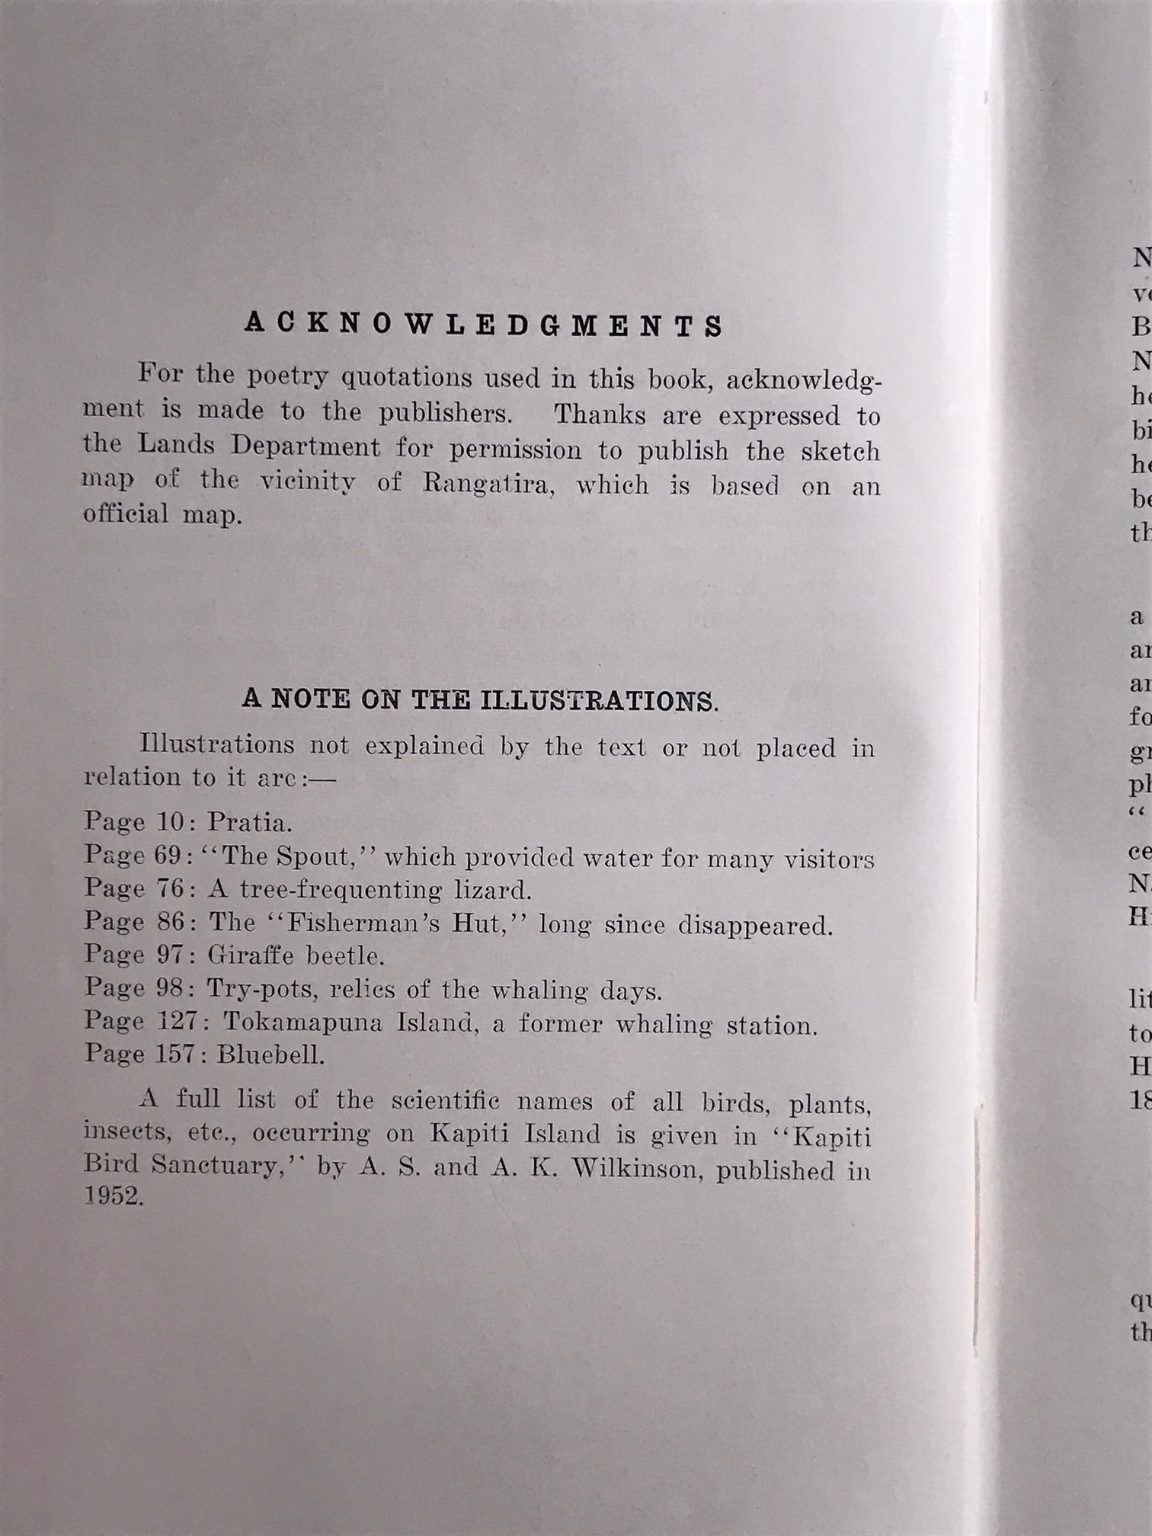 ACKNOWLEDGMENTS
For the poetry quotations used in this book, acknowledg-
ment is made to the publishers. Thanks are expressed to
the Lands Department for permission to publish the sketch
map of the vicinity of Rangatira, which is based on an
official map.
A NOTE ON THE ILLUSTRATIONS.
Illustrations not explained by the text or not placed in
relation to it are:—
Page 10: Pratia.
Page 69: "The Spout," which provided water for many visitors
Page 76: A tree-frequenting lizard.
Page 86: The "Fisherman's Hut," long since disappeared.
Page 97: Giraffe beetle.
Page 98: Try-pots, relics of the whaling days.
Page 127: Tokamapuna Island, a former whaling station.
Page 157: Bluebell.
A full list of the scientific names of all birds, plants,
insects, etc., occurring on Kapiti Island is given in "Kapiti
Bird Sanctuary," by A. S. and A. K. Wilkinson, published in
1952.